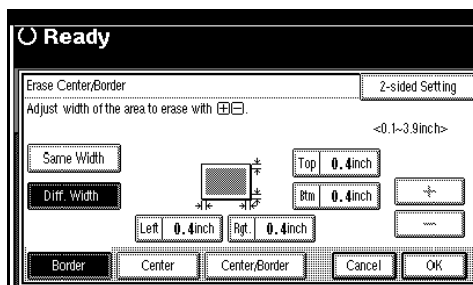 Ready
Erase Center/Border
2-sided Setting
Adjust width of the area to erase with ⊞⊟.
<0.1~3.9inch>
Same Width
Top 0.4inch
Diff. Width
Btm 0.4inch
Left 0.4inch Rgt. 0.4inch
Border Center Center/Border Cancel OK